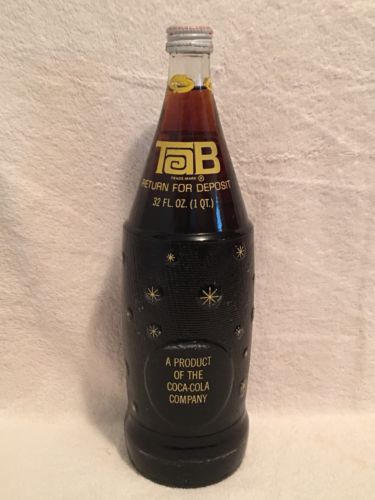 TaB
TRADE-MARK ®
RETURN FOR DEPOSIT
32 FL. OZ. (1 QT.)
A PRODUCT
OF THE
COCA-COLA
COMPANY